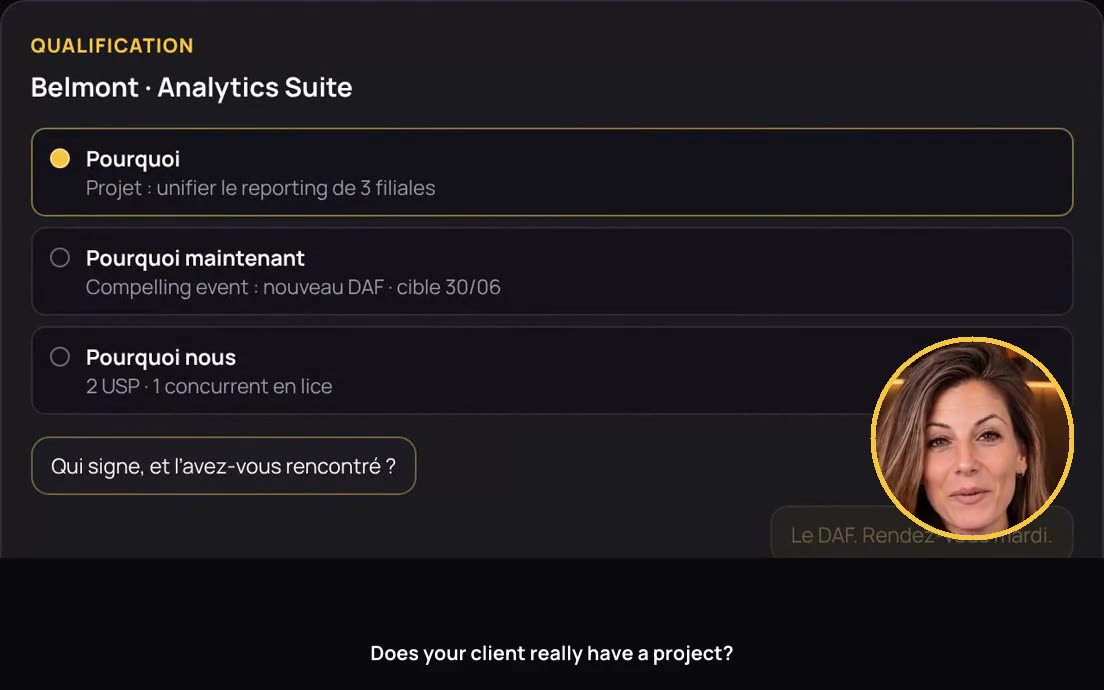 QUALIFICATION
Belmont · Analytics Suite
Pourquoi
Projet : unifier le reporting de 3 filiales
Pourquoi maintenant
Compelling event : nouveau DAF · cible 30/06
Pourquoi nous
2 USP · 1 concurrent en lice
Qui signe, et l'avez-vous rencontré ?
Le DAF. Rendez-vous mardi.
Does your client really have a project?